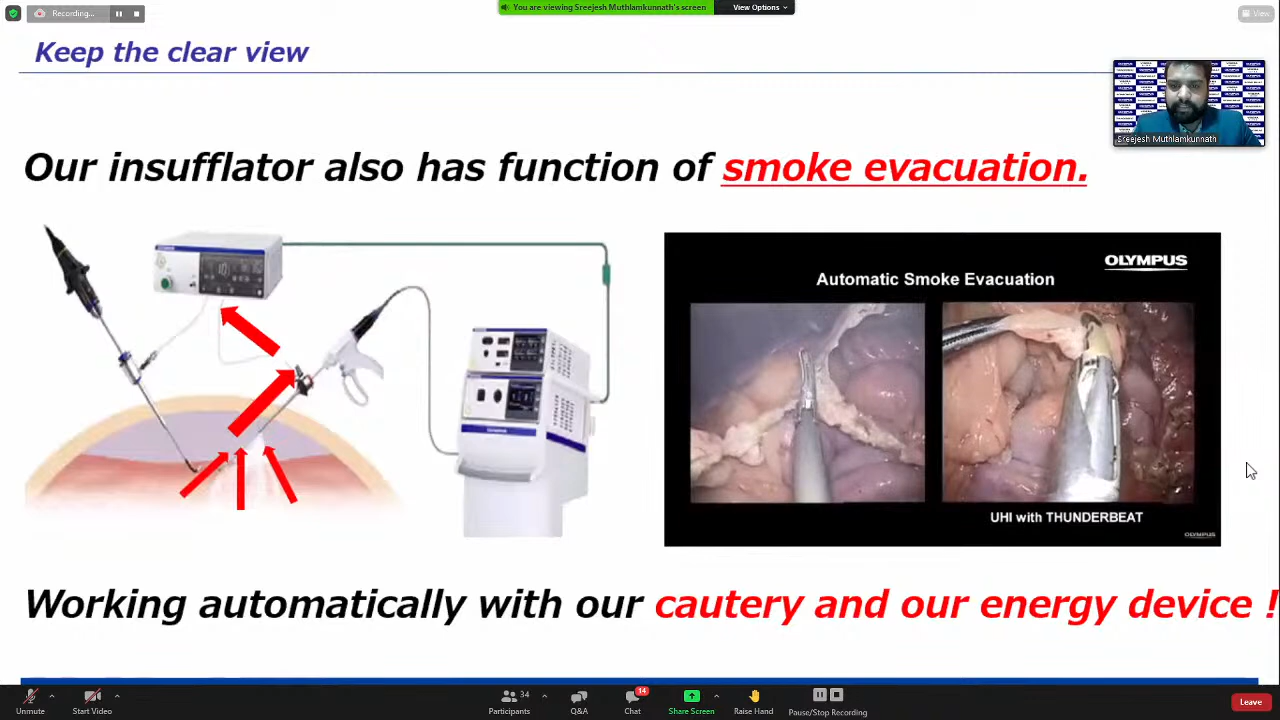 Recording...
You are viewing Sreejesh Muthlamkunnath's screen
View Options
View
Keep the clear view
Sreejesh Muthlamkunnath
Our insufflator also has function of smoke evacuation.
OLYMPUS
Automatic Smoke Evacuation
UHI with THUNDERBEAT
OLYMPUS
Working automatically with our cautery and our energy device !
Unmute
Start Video
Participants
34
Q&A
Chat
14
Share Screen
Raise Hand
Pause/Stop Recording
Leave